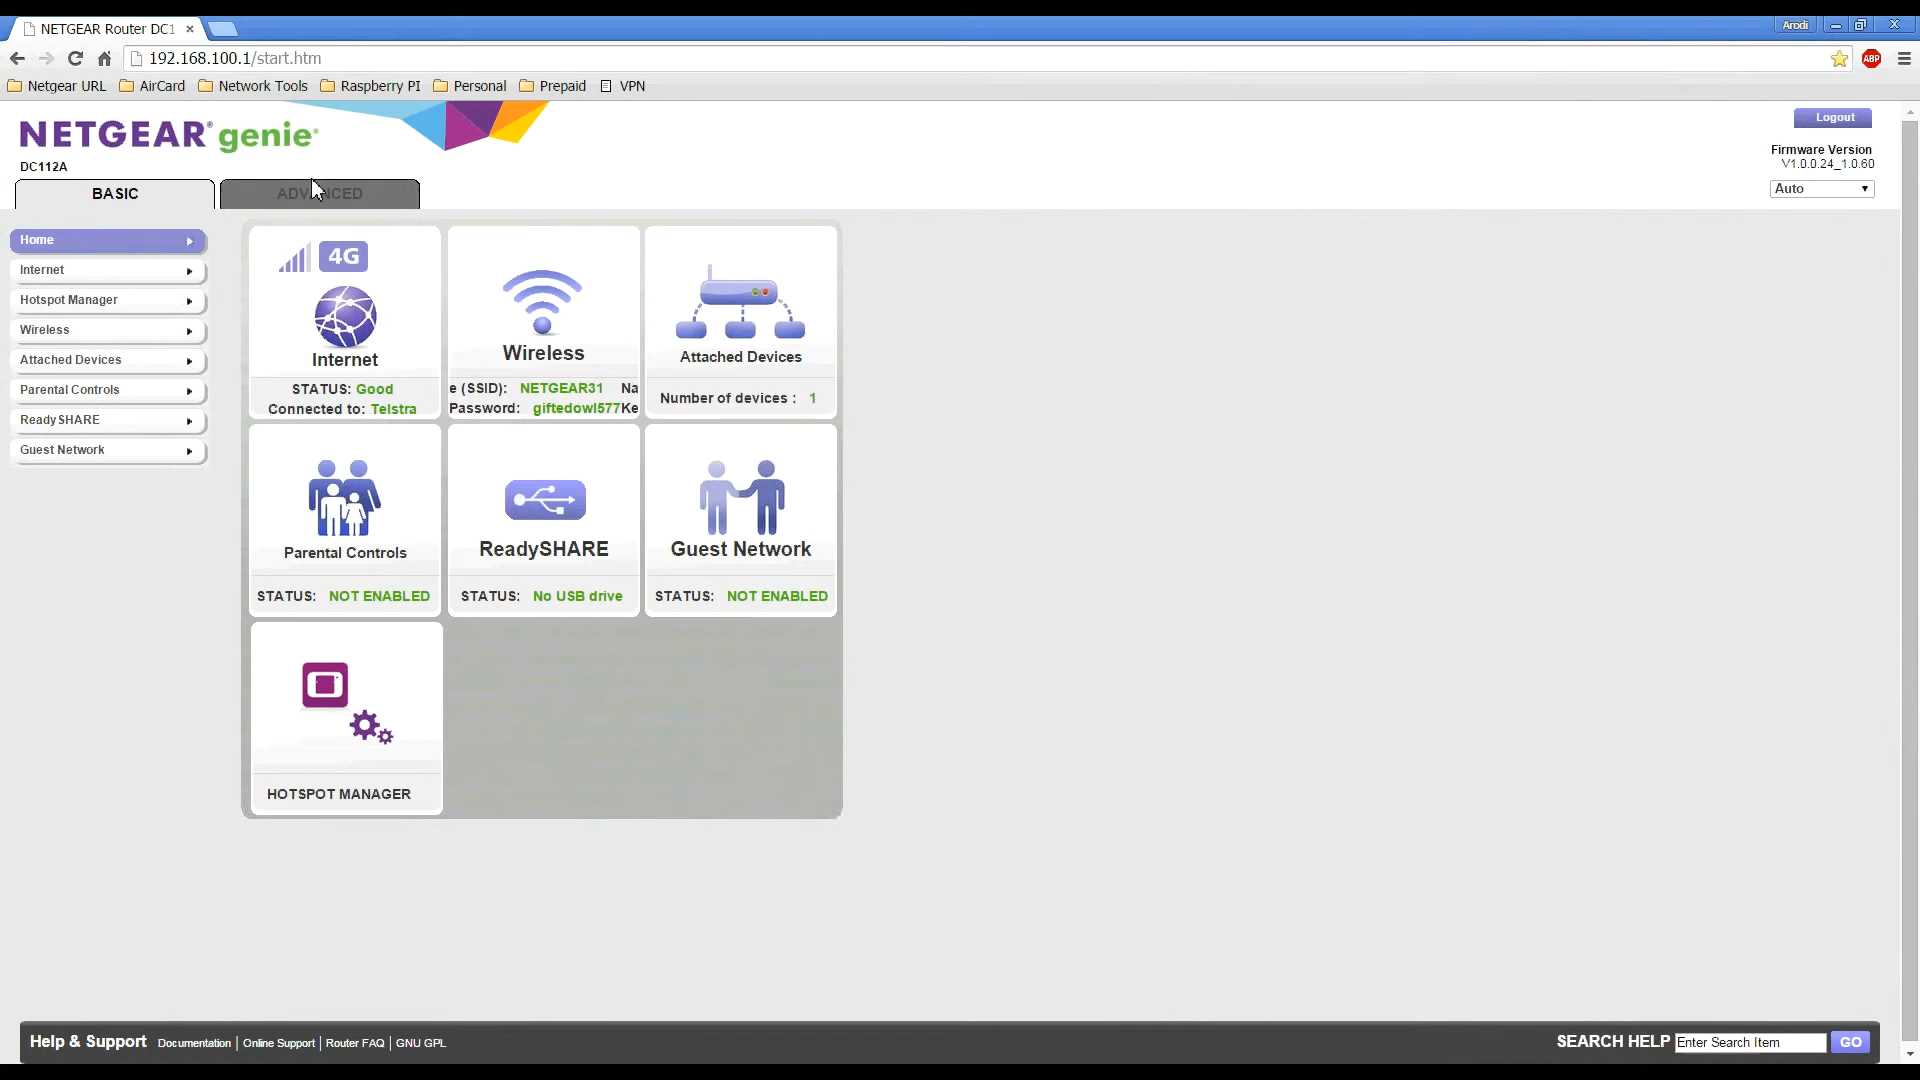 NETGEAR Router DC1
Arodi
192.168.100.1/start.htm
ABP
Netgear URL AirCard Network Tools Raspberry PI Personal Prepaid VPN
NETGEAR® genie®
Logout
DC112A
Firmware Version
V1.0.0.24_1.0.60
Auto
BASIC
ADVANCED
Home
Internet
Hotspot Manager
Wireless
Attached Devices
Parental Controls
ReadySHARE
Guest Network
4G
Internet
STATUS: Good
Connected to: Telstra
Wireless
e (SSID): NETGEAR31 Na
Password: giftedowl577Ke
Attached Devices
Number of devices : 1
Parental Controls
STATUS: NOT ENABLED
ReadySHARE
STATUS: No USB drive
Guest Network
STATUS: NOT ENABLED
HOTSPOT MANAGER
Help & Support Documentation | Online Support | Router FAQ | GNU GPL
SEARCH HELP Enter Search Item GO